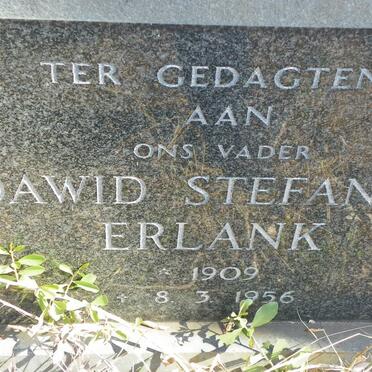 TER GEDAGTEN
AAN
ONS VADER
DAWID STEFAN
ERLANK
* 1909
+ 8.3.1956